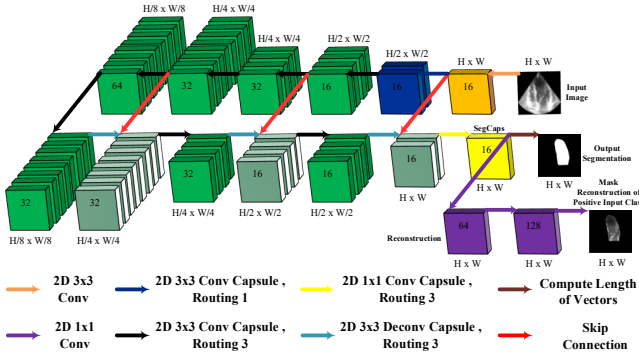 H/8 x W/8
H/4 x W/4
H/4 x W/4
H/2 x W/2
H/2 x W/2
H x W
H x W
64
32
32
16
16
16
Input
Image
SegCaps
32
32
32
16
16
16
16
Output
Segmentation
H/8 x W/8
H/4 x W/4
H/4 x W/4
H/2 x W/2
H/2 x W/2
H x W
H x W
H x W
Mask
Reconstruction of
Positive Input Clas
Reconstruction
64
128
H x W
H x W
H x W
2D 3x3
Conv
2D 3x3 Conv Capsule ,
Routing 1
2D 1x1 Conv Capsule ,
Routing 3
Compute Length
of Vectors
2D 1x1
Conv
2D 3x3 Conv Capsule ,
Routing 3
2D 3x3 Deconv Capsule ,
Routing 3
Skip
Connection